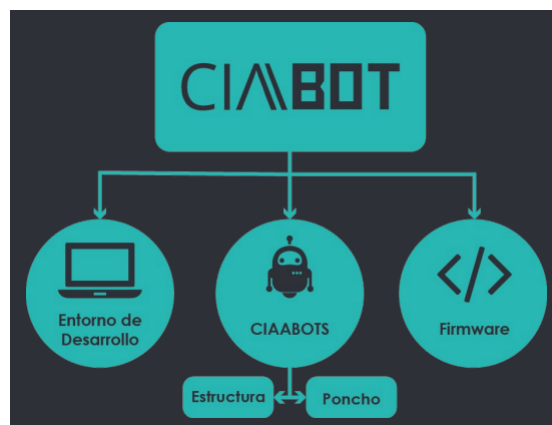 CIAABOT
Entorno de
Desarrollo
CIAABOTS
Firmware
Estructura
Poncho